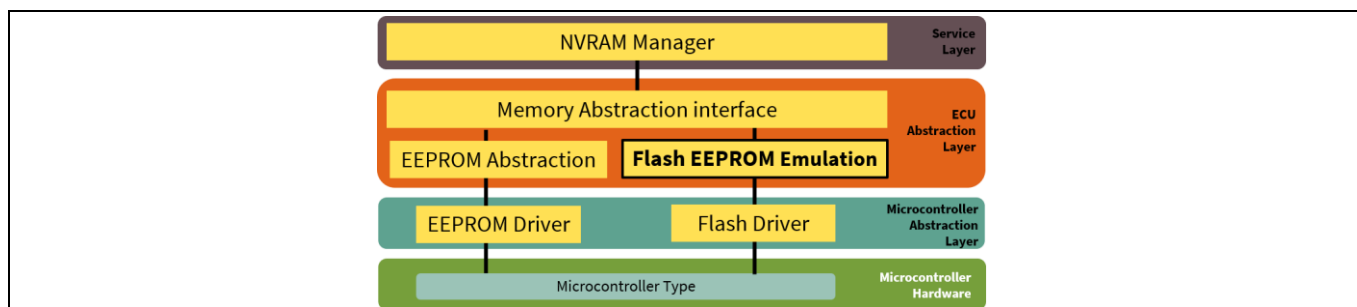 NVRAM Manager
Service
Layer
Memory Abstraction interface
ECU
Abstraction
Layer
EEPROM Abstraction
Flash EEPROM Emulation
EEPROM Driver
Flash Driver
Microcontroller
Abstraction
Layer
Microcontroller Type
Microcontroller
Hardware